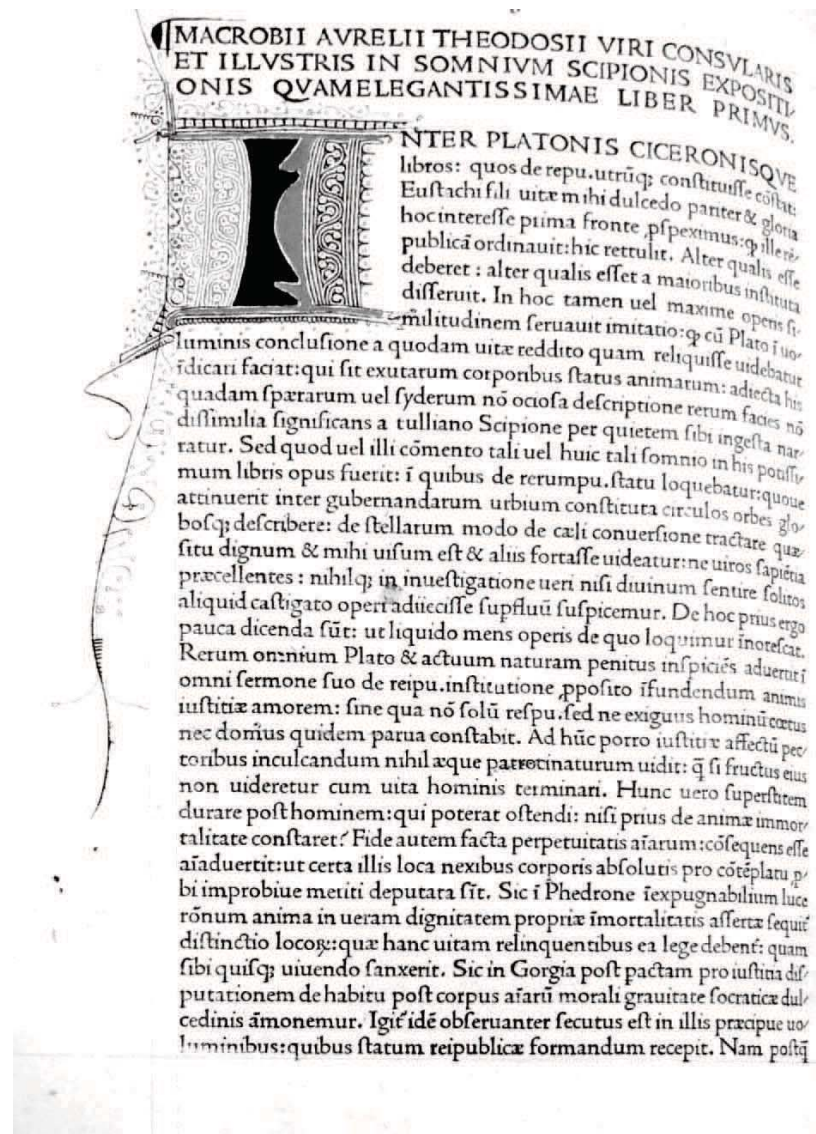 MACROBII AVRELII THEODOSII VIRI CONSVLARIS
ET ILLVSTRIS IN SOMNIVM SCIPIONIS EXPOSITI/
ONIS QVAMELEGANTISSIMAE LIBER PRIMVS.
INTER PLATONIS CICERONISQVE
libros: quos de repu.utrūq; conſtituiſſe cōſtat:
Euſtachi fili uitæ mihi dulcedo pariter & gloria
hoc intereſſe prima fronte ꝑſpeximus:ꝙ ille rē/
publicā ordinauit:hic rettulit. Alter qualis eſſe
deberet : alter qualis eſſet a maioribus inſtituta
diſſeruit. In hoc tamen uel maxime operis ſi/
militudinem ſeruauit imitatio:ꝙ cū Plato ī uo/
luminis concluſione a quodam uitæ reddito quam reliquiſſe uidebatur
īdicari faciat:qui ſit exutarum corporibus ſtatus animarum: adiecta his
quadam ſpærarum uel ſyderum nō ocioſa deſcriptione rerum facies nō
diſſimilia ſignificans a tulliano Scipione per quietem ſibi ingeſta nar/
ratur. Sed quod uel illi cōmento tali uel huic tali ſomnio in his potiſſi/
mum libris opus fuerit: ī quibus de rerumpu.ſtatu loquebatur:quoue
attinuerit inter gubernandarum urbium conſtituta circulos orbes glo/
boſq; deſcribere: de ſtellarum modo de cæli conuerſione tractare quæ/
ſitu dignum & mihi uiſum eſt & aliis fortaſſe uideatur:ne uiros ſapiētia
præcellentes : nihilq; in inueſtigatione ueri niſi diuinum ſentire ſolitos
aliquid caſtigato operi adiieciſſe ſupfluū ſuſpicemur. De hoc prius ergo
pauca dicenda ſūt: ut liquido mens operis de quo loquimur īnoteſcat.
Rerum omnium Plato & actuum naturam penitus inſpiciēs aduertit ī
omni ſermone ſuo de reipu.inſtitutione ꝓpoſito īfundendum animis
iuſtitiæ amorem: ſine qua nō ſolū reſpu.ſed ne exiguus hominū cœtus
nec domus quidem parua conſtabit. Ad hūc porro iuſtitiæ affectū pec/
toribus inculcandum nihil æque patrocinaturum uidit: ꝗ̄ ſi fructus eius
non uideretur cum uita hominis terminari. Hunc uero ſuperſtitem
durare poſt hominem:qui poterat oſtendi: niſi prius de animæ immor/
talitate conſtaret? Fide autem facta perpetuitatis aīarum:cōſequens eſſe
aīaduertit:ut certa illis loca nexibus corporis abſolutis pro cōtēplatu ꝓ/
bi improbiue meriti deputata ſīt. Sic ī Phedrone īexpugnabilium luce
rōnum anima in ueram dignitatem propriæ īmortalitatis aſſertæ ſequit̄
diſtinctio locoꝝ:quæ hanc uitam relinquentibus ea lege debent̄: quam
ſibi quiſq; uiuendo ſanxerit. Sic in Gorgia poſt pactam pro iuſtitia diſ/
putationem de habitu poſt corpus aīarū morali grauitate ſocraticæ dul/
cedinis āmonemur. Igit̄ idē obſeruanter ſecutus eſt in illis præcipue uo/
luminibus:quibus ſtatum reipublicæ formandum recepit. Nam poſtꝗ̄